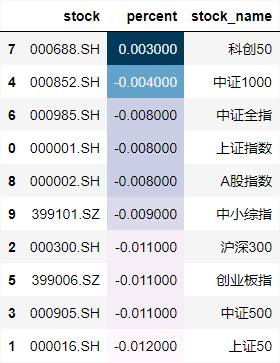 stock percent stock_name
7 000688.SH 0.003000 科创50
4 000852.SH -0.004000 中证1000
6 000985.SH -0.008000 中证全指
0 000001.SH -0.008000 上证指数
8 000002.SH -0.008000 A股指数
9 399101.SZ -0.009000 中小综指
2 000300.SH -0.011000 沪深300
5 399006.SZ -0.011000 创业板指
3 000905.SH -0.011000 中证500
1 000016.SH -0.012000 上证50